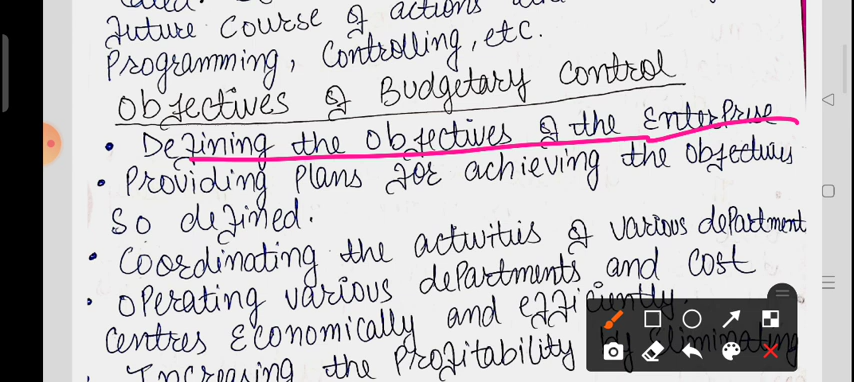 future course of actions
Programming, Controlling, etc.
Objectives of Budgetary Control
• Defining the objectives of the Enterprise
• Providing Plans for achieving the objectives
so defined.
• Coordinating the activities of various department
• Operating various departments and cost
centres Economically and efficiently.
• Increasing the Profitability by Eliminating